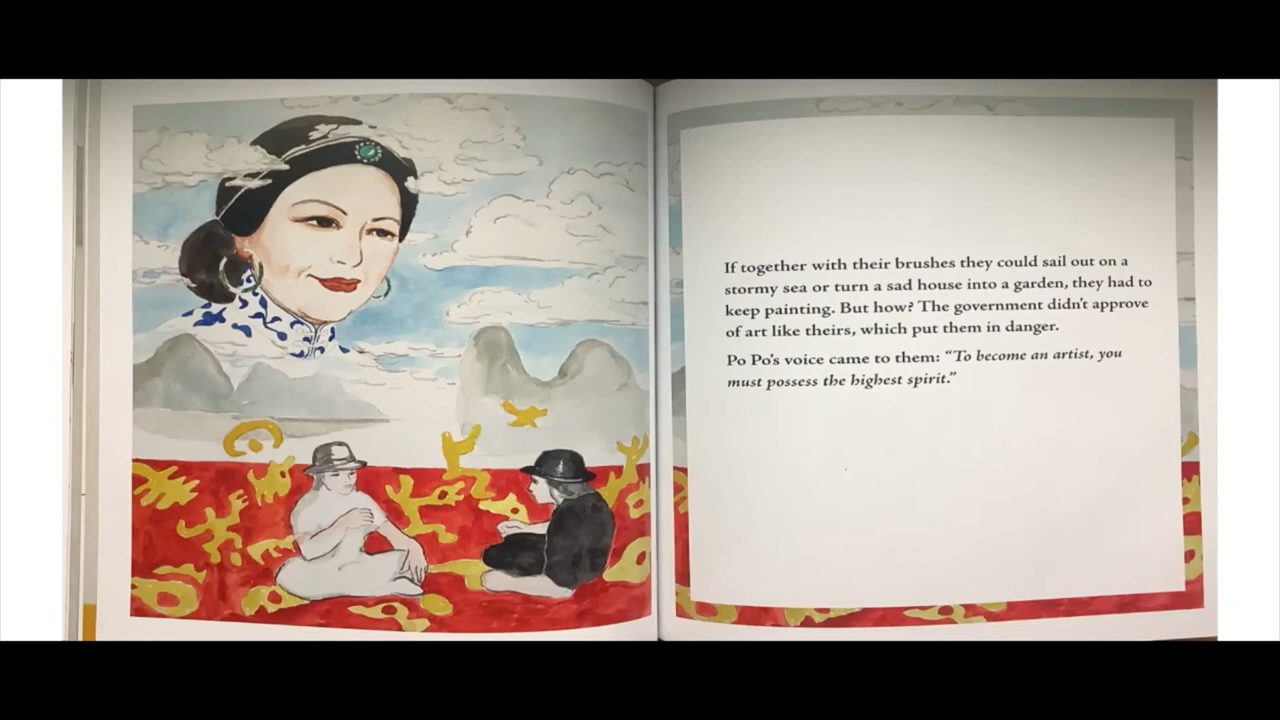 If together with their brushes they could sail out on a
stormy sea or turn a sad house into a garden, they had to
keep painting. But how? The government didn't approve
of art like theirs, which put them in danger.
Po Po's voice came to them: “To become an artist, you
must possess the highest spirit.”